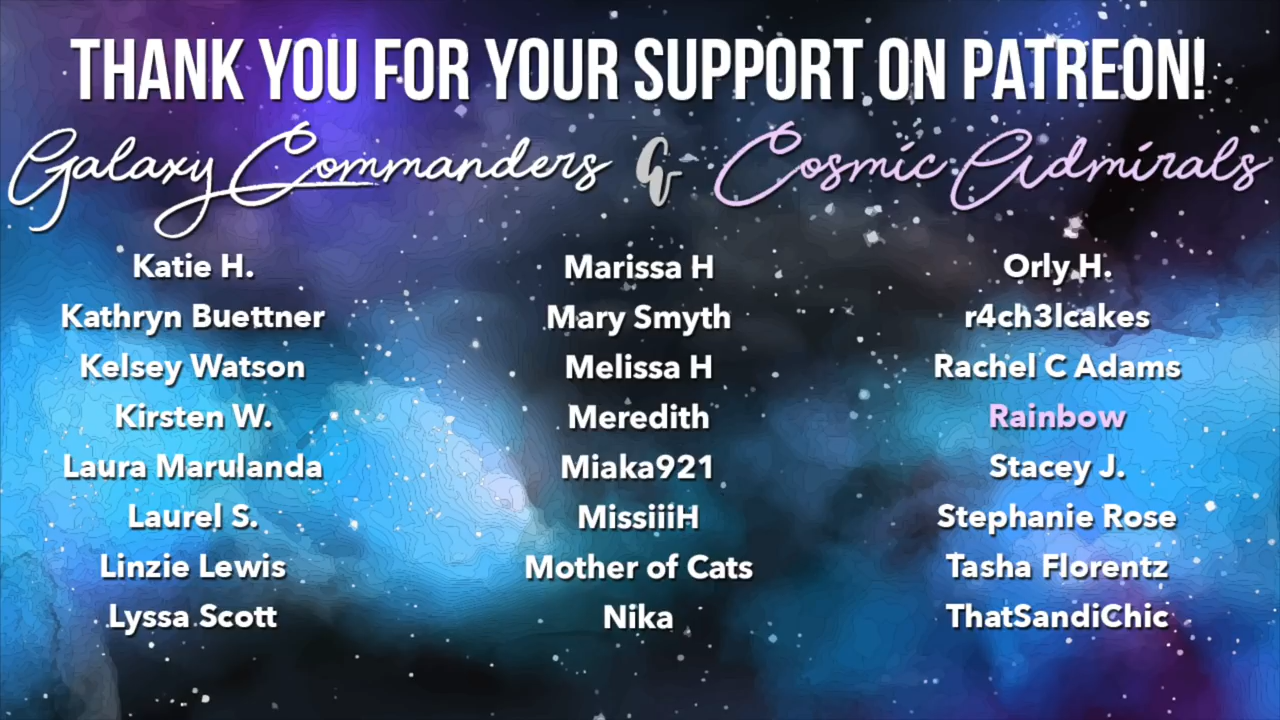 THANK YOU FOR YOUR SUPPORT ON PATREON!
Galaxy Commanders & Cosmic Admirals
Katie H.
Kathryn Buettner
Kelsey Watson
Kirsten W.
Laura Marulanda
Laurel S.
Linzie Lewis
Lyssa Scott
Marissa H
Mary Smyth
Melissa H
Meredith
Miaka921
MissiiiH
Mother of Cats
Nika
Orly H.
r4ch3lcakes
Rachel C Adams
Rainbow
Stacey J.
Stephanie Rose
Tasha Florentz
ThatSandiChic